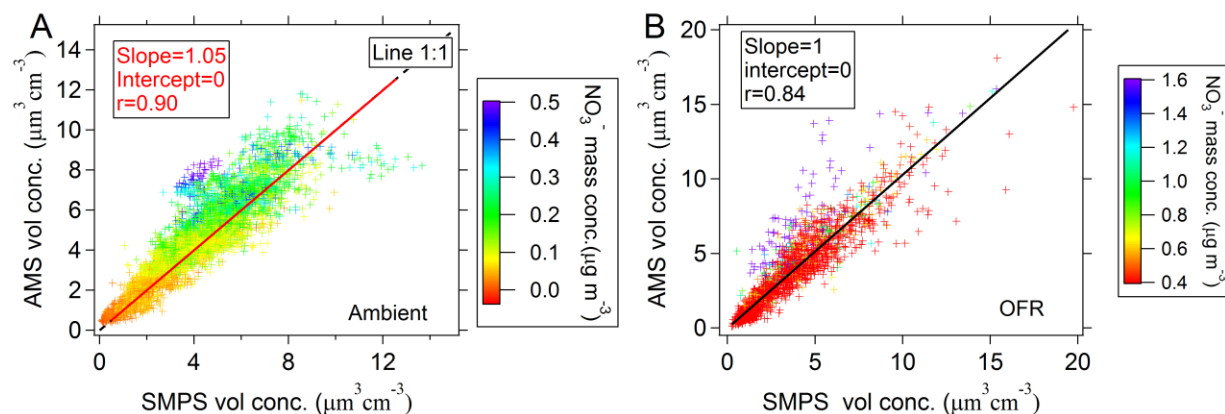 A
14
12
10
8
6
4
2
0
AMS vol conc. (μm³ cm⁻³)
Slope=1.05
Intercept=0
r=0.90
Line 1:1
Ambient
0 4 8 12
SMPS vol conc. (μm³cm⁻³)
0.5
0.4
0.3
0.2
0.1
0.0
NO₃⁻ mass conc.(μg m⁻³)
B
20
15
10
5
0
AMS vol conc. (μm³ cm⁻³)
Slope=1
intercept=0
r=0.84
OFR
0 5 10 15 20
SMPS vol conc. (μm³cm⁻³)
1.6
1.4
1.2
1.0
0.8
0.6
0.4
NO₃⁻ mass conc. (μg m⁻³)